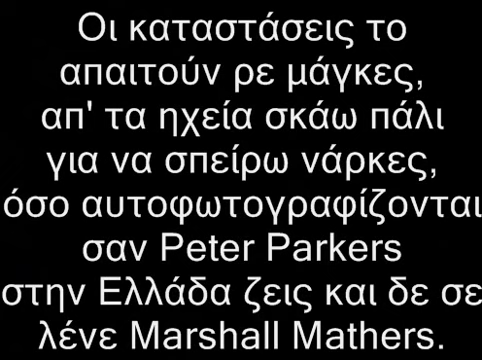 Οι καταστάσεις το
απαιτούν ρε μάγκες,
απ' τα ηχεία σκάω πάλι
για να σπείρω νάρκες,
όσο αυτοφωτογραφίζονται
σαν Peter Parkers
στην Ελλάδα ζεις και δε σε
λένε Marshall Mathers.